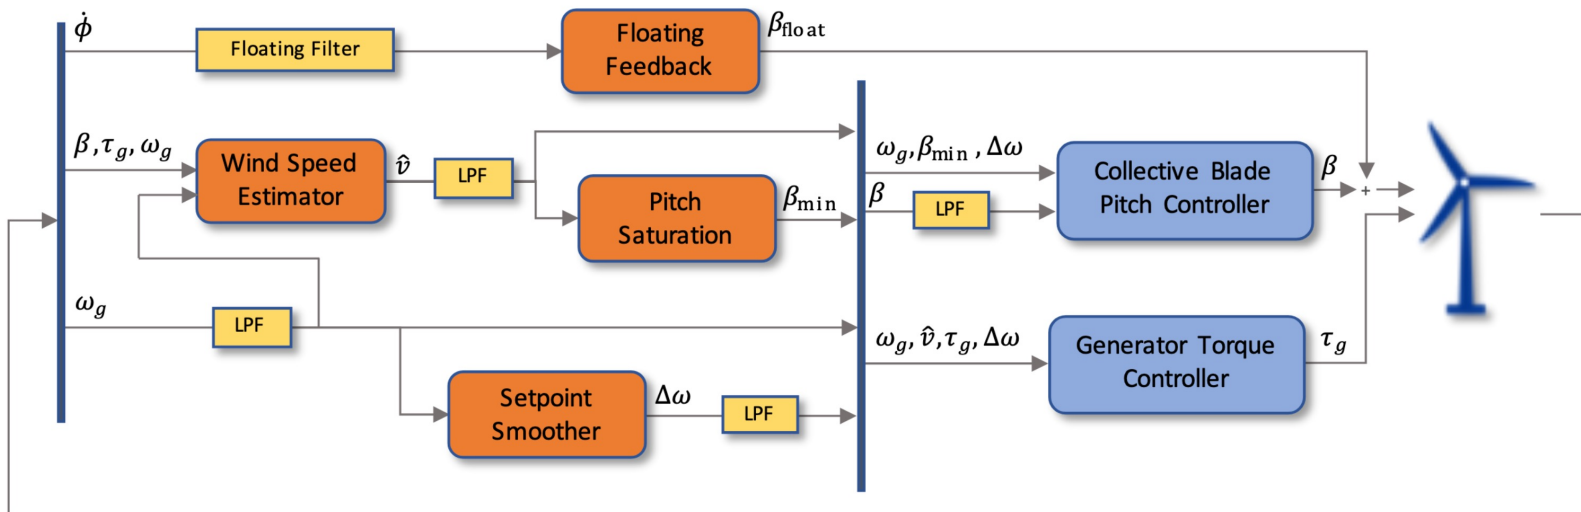 ϕ̇
Floating Filter
Floating
Feedback
β_float
β, τ_g, ω_g
Wind Speed
Estimator
v̂
LPF
Pitch
Saturation
β_min
ω_g, β_min, Δω
β
LPF
Collective Blade
Pitch Controller
β
+
ω_g
LPF
Setpoint
Smoother
Δω
LPF
ω_g, v̂, τ_g, Δω
Generator Torque
Controller
τ_g